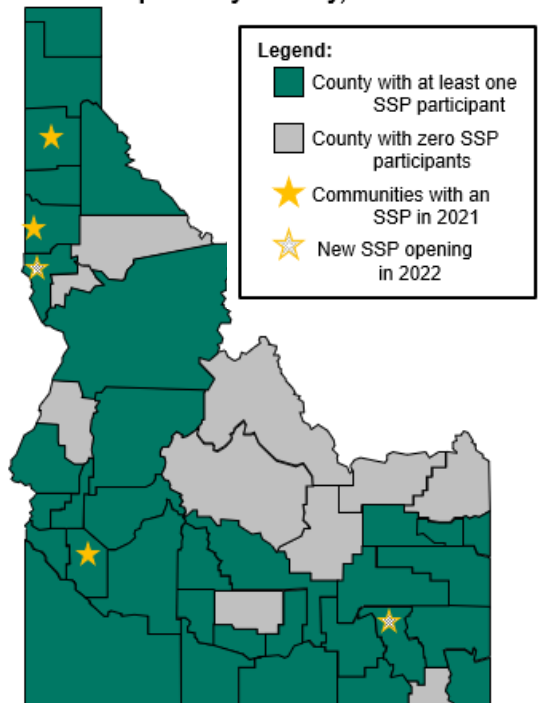 Legend:
County with at least one
SSP participant
County with zero SSP
participants
Communities with an
SSP in 2021
New SSP opening
in 2022